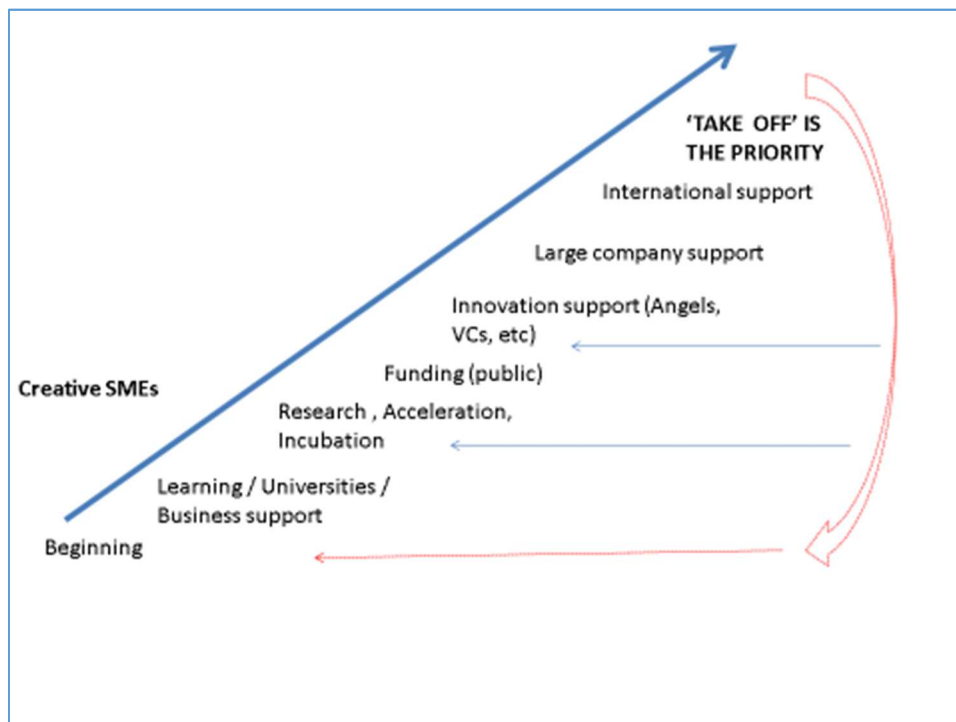 ‘TAKE OFF’ IS
THE PRIORITY
International support
Large company support
Innovation support (Angels,
VCs, etc)
Funding (public)
Creative SMEs
Research , Acceleration,
Incubation
Learning / Universities /
Business support
Beginning